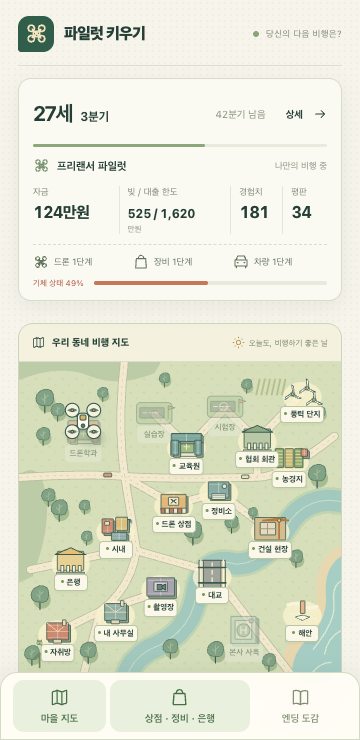 파일럿 키우기
당신의 다음 비행은?
27세 3분기
42분기 남음 상세 →
프리랜서 파일럿
나만의 비행 중
자금
124만원
빚 / 대출 한도
525 / 1,620
만원
경험치
181
평판
34
드론 1단계
장비 1단계
차량 1단계
기체 상태 49%
우리 동네 비행 지도
오늘도, 비행하기 좋은 날
풍력 단지
실습장
시험장
드론학과
교육원
협회 회관
농경지
정비소
드론 상점
시내
건설 현장
은행
대교
촬영장
내 사무실
해안
자취방
본사 사옥
마을 지도
상점 · 정비 · 은행
엔딩 도감